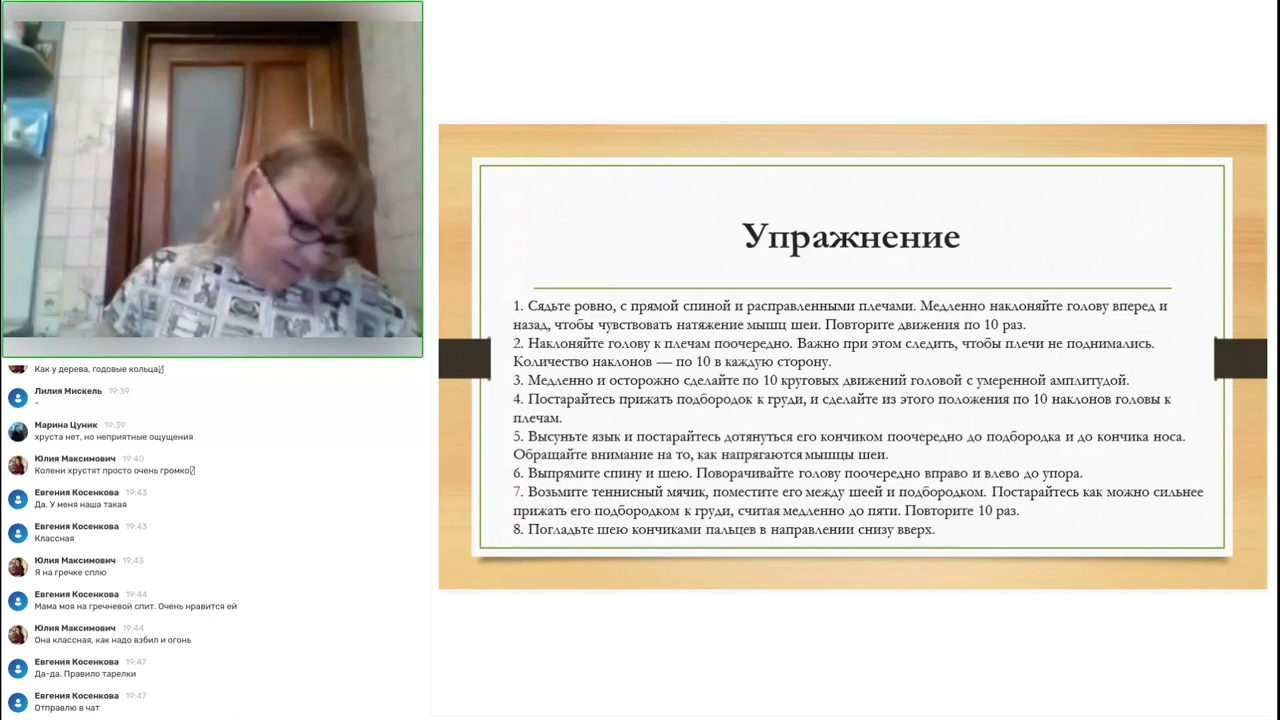 Как у дерева, годовые кольца
Лилия Мискель 19:39
-
Марина Цуник 19:39
хруста нет, но неприятные ощущения
Юлия Максимович 19:40
Колени хрустят просто очень громко
Евгения Косенкова 19:43
Да. У меня наша такая
Евгения Косенкова 19:43
Классная
Юлия Максимович 19:43
Я на гречке сплю
Евгения Косенкова 19:44
Мама моя на гречневой спит. Очень нравится ей
Юлия Максимович 19:44
Она классная, как надо взбил и огонь
Евгения Косенкова 19:47
Да-да. Правило тарелки
Евгения Косенкова 19:47
Отправлю в чат
Упражнение
1. Сядьте ровно, с прямой спиной и расправленными плечами. Медленно наклоняйте голову вперед и
назад, чтобы чувствовать натяжение мышц шеи. Повторите движения по 10 раз.
2. Наклоняйте голову к плечам поочередно. Важно при этом следить, чтобы плечи не поднимались.
Количество наклонов — по 10 в каждую сторону.
3. Медленно и осторожно сделайте по 10 круговых движений головой с умеренной амплитудой.
4. Постарайтесь прижать подбородок к груди, и сделайте из этого положения по 10 наклонов головы к
плечам.
5. Высуньте язык и постарайтесь дотянуться его кончиком поочередно до подбородка и до кончика носа.
Обращайте внимание на то, как напрягаются мышцы шеи.
6. Выпрямите спину и шею. Поворачивайте голову поочередно вправо и влево до упора.
7. Возьмите теннисный мячик, поместите его между шеей и подбородком. Постарайтесь как можно сильнее
прижать его подбородком к груди, считая медленно до пяти. Повторите 10 раз.
8. Погладьте шею кончиками пальцев в направлении снизу вверх.